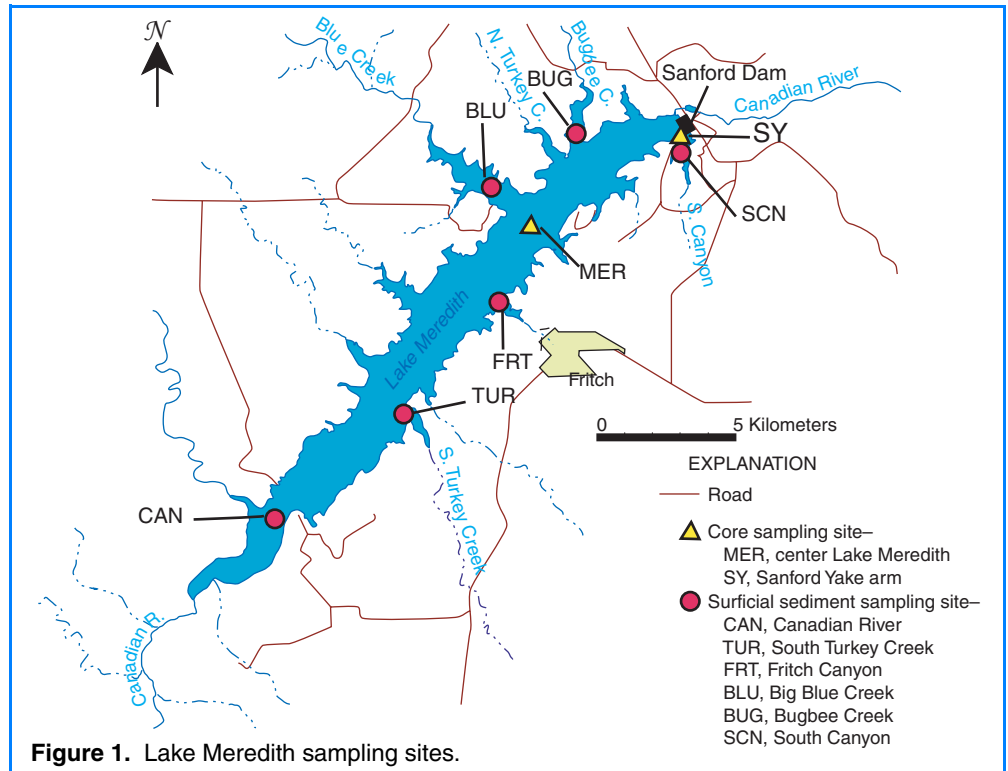 N
Blue Creek
N. Turkey C.
Bugbee C.
BUG
Sanford Dam
Canadian River
BLU
SY
SCN
S. Canyon
MER
Lake Meredith
FRT
Fritch
TUR
S. Turkey Creek
CAN
Canadian R.
0 5 Kilometers
EXPLANATION
Road
Core sampling site–
MER, center Lake Meredith
SY, Sanford Yake arm
Surficial sediment sampling site–
CAN, Canadian River
TUR, South Turkey Creek
FRT, Fritch Canyon
BLU, Big Blue Creek
BUG, Bugbee Creek
SCN, South Canyon
Figure 1. Lake Meredith sampling sites.